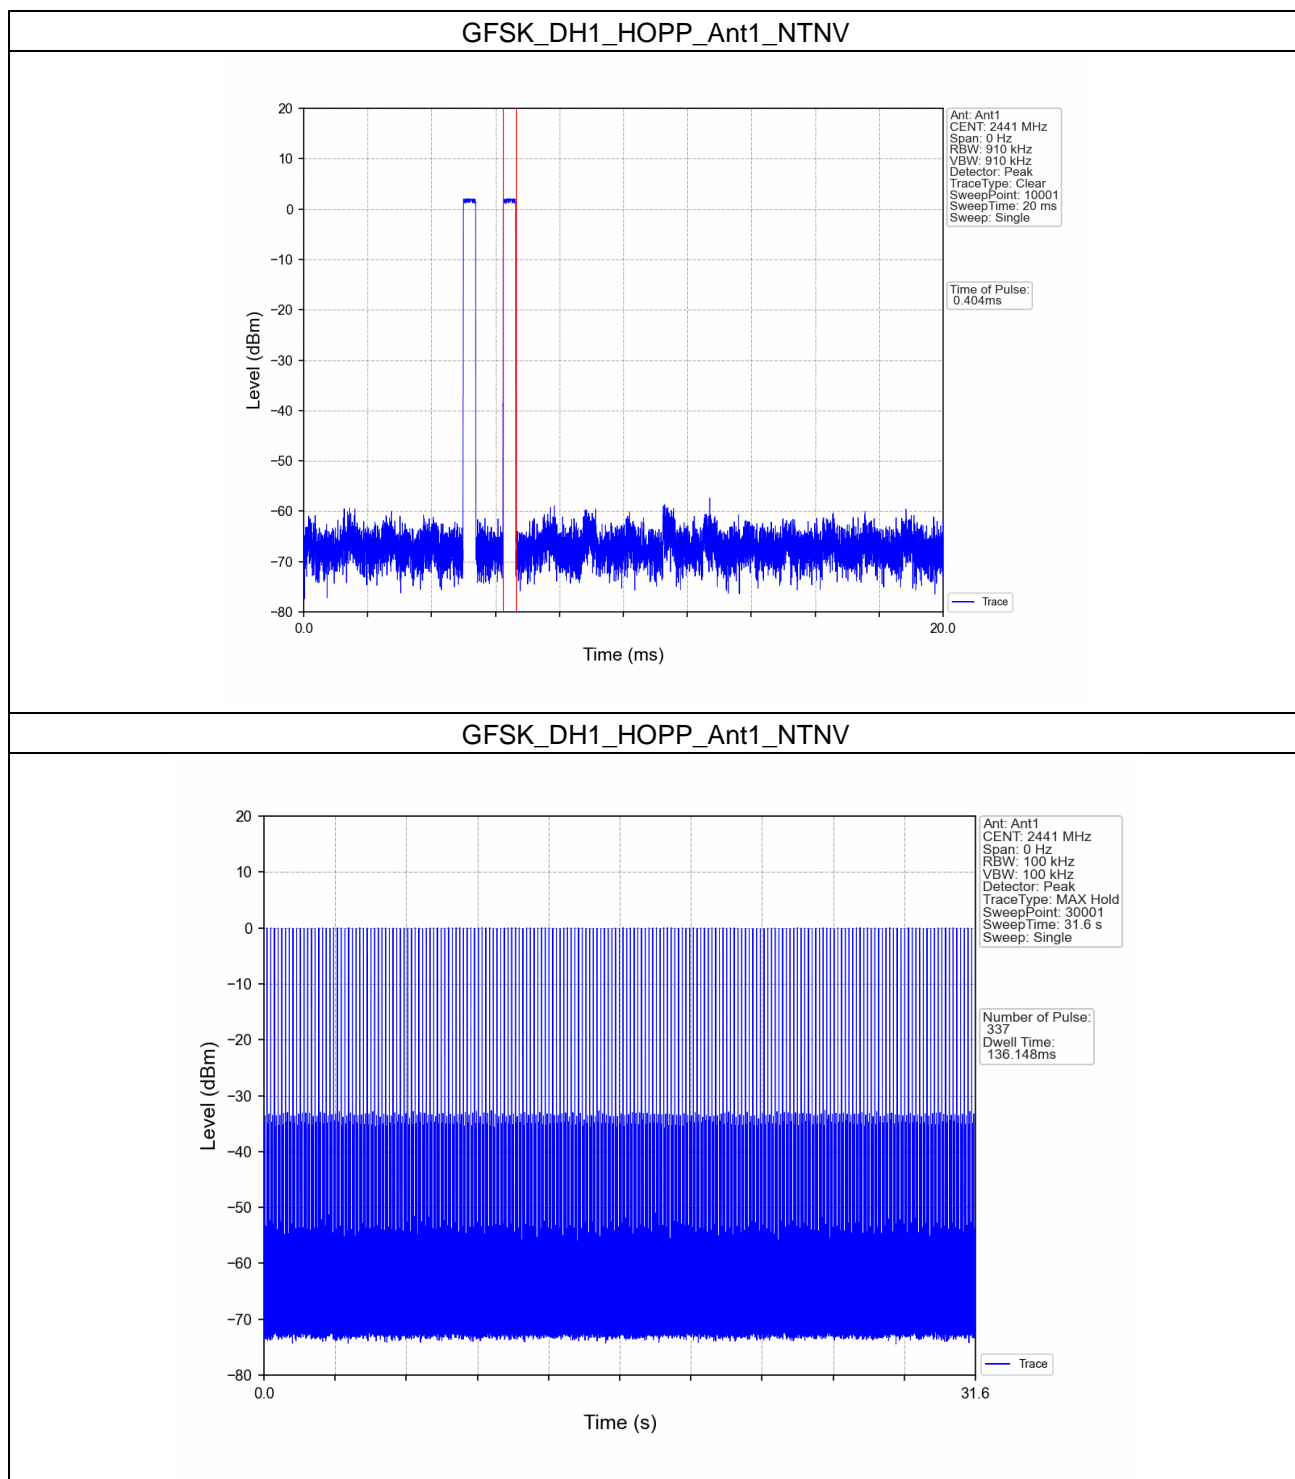 GFSK_DH1_HOPP_Ant1_NTNV
20
10
0
−10
−20
−30
−40
−50
−60
−70
−80
Level (dBm)
0.0
20.0
Time (ms)
Ant: Ant1
CENT: 2441 MHz
Span: 0 Hz
RBW: 910 kHz
VBW: 910 kHz
Detector: Peak
TraceType: Clear
SweepPoint: 10001
SweepTime: 20 ms
Sweep: Single
Time of Pulse:
0.404ms
Trace
GFSK_DH1_HOPP_Ant1_NTNV
20
10
0
−10
−20
−30
−40
−50
−60
−70
−80
Level (dBm)
0.0
31.6
Time (s)
Ant: Ant1
CENT: 2441 MHz
Span: 0 Hz
RBW: 100 kHz
VBW: 100 kHz
Detector: Peak
TraceType: MAX Hold
SweepPoint: 30001
SweepTime: 31.6 s
Sweep: Single
Number of Pulse:
337
Dwell Time:
136.148ms
Trace